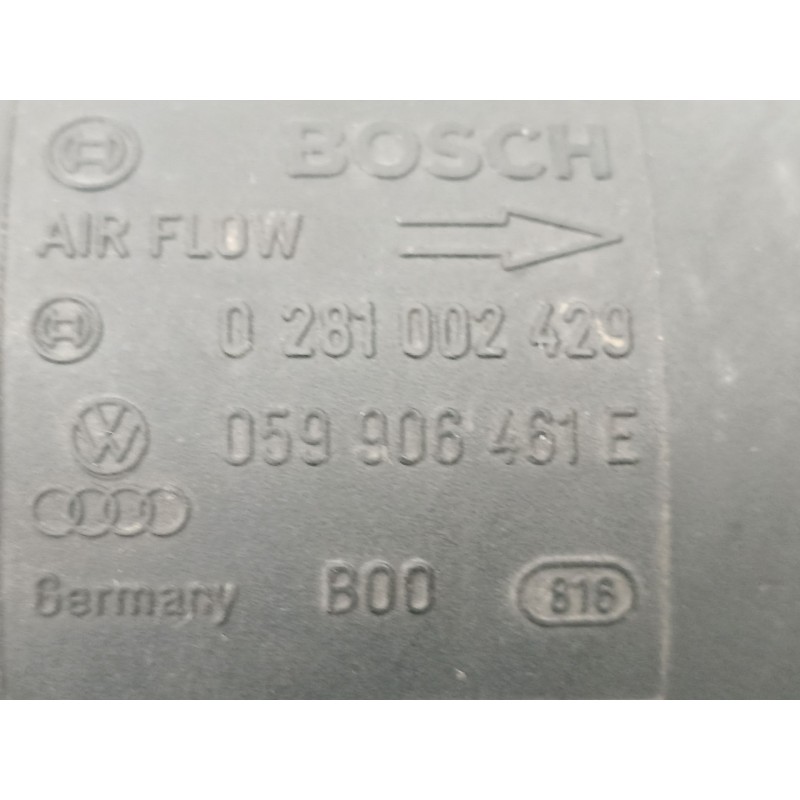 BOSCH
AIR FLOW
0 281 002 429
059 906 461 E
Germany B00 816